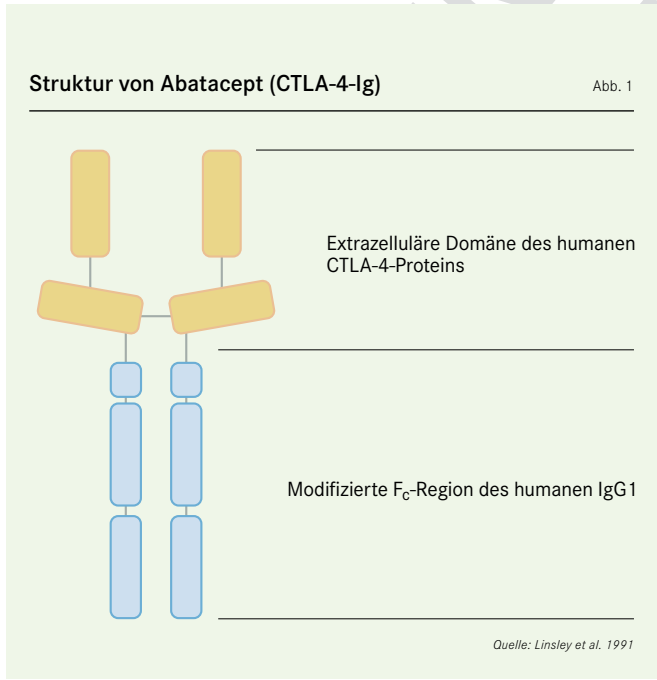 Struktur von Abatacept (CTLA-4-Ig)
Abb. 1
Extrazelluläre Domäne des humanen
CTLA-4-Proteins
Modifizierte Fc-Region des humanen IgG1
Quelle: Linsley et al. 1991